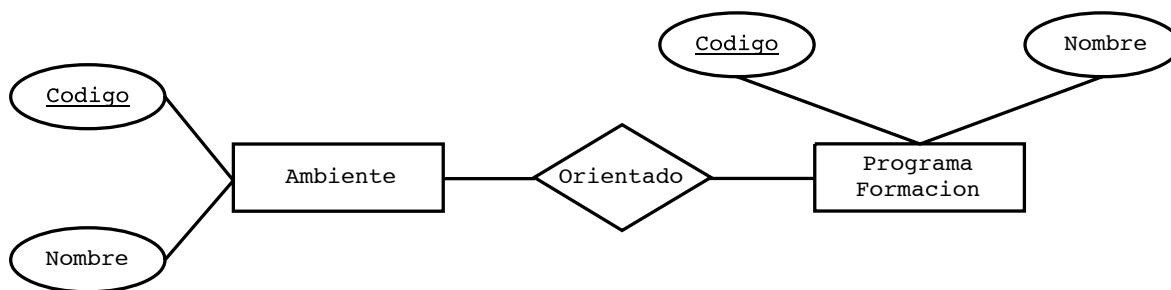 Codigo
Nombre
Codigo
Ambiente
Orientado
Programa
Formacion
Nombre